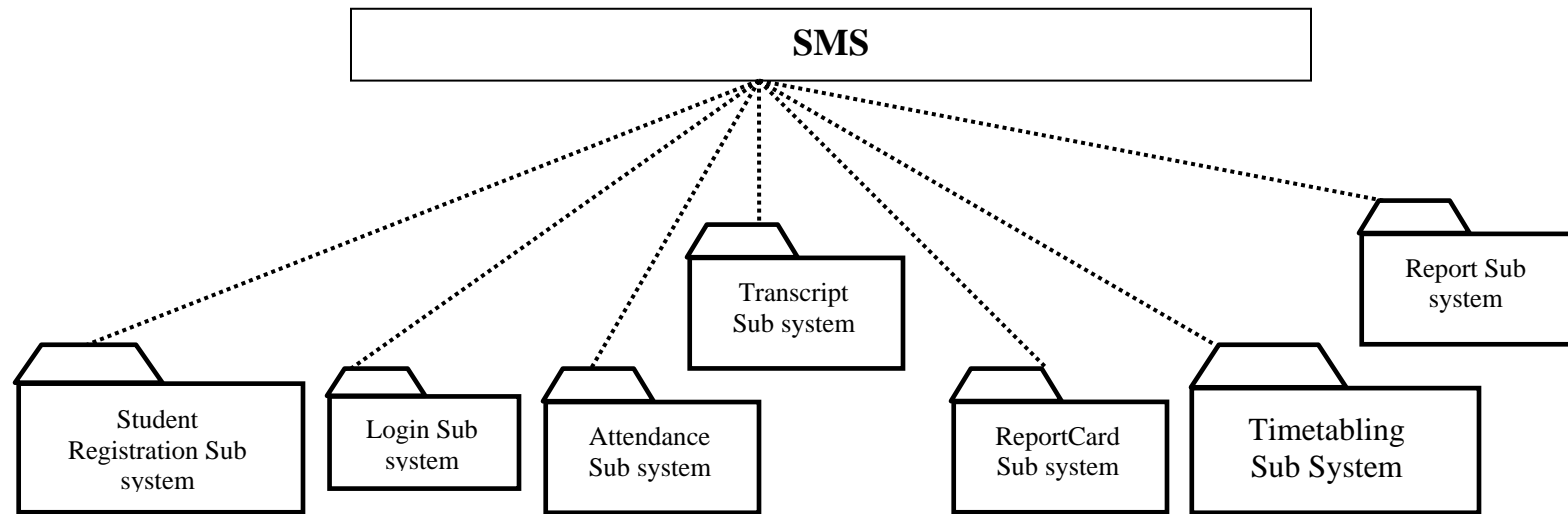 SMS
Transcript
Sub system
Report Sub
system
Student
Registration Sub
system
Login Sub
system
Attendance
Sub system
ReportCard
Sub system
Timetabling
Sub System